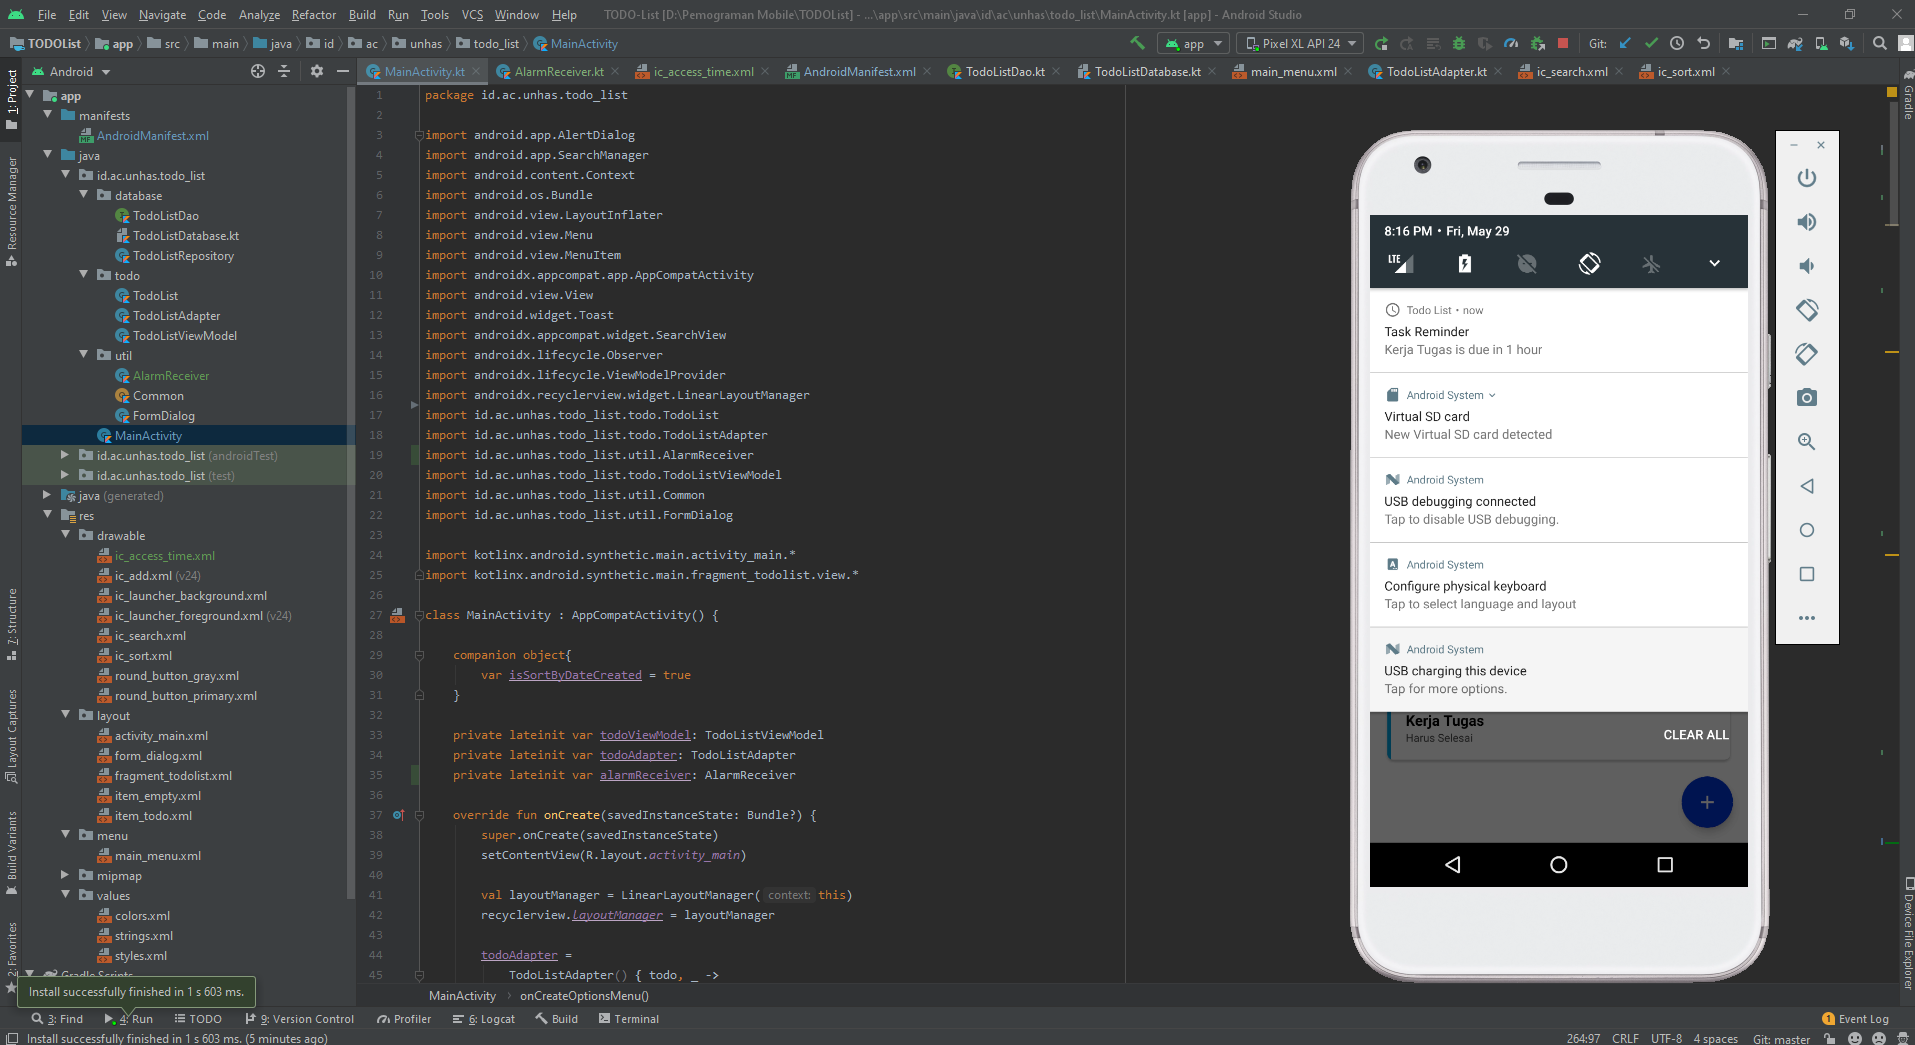 File Edit View Navigate Code Analyze Refactor Build Run Tools VCS Window Help TODO-List [D:\Pemograman Mobile\TODOList] - ...\app\src\main\java\id\ac\unhas\todo_list\MainActivity.kt [app] - Android Studio
TODOList app src main java id ac unhas todo_list MainActivity app Pixel XL API 24 Git:
Android MainActivity.kt AlarmReceiver.kt ic_access_time.xml AndroidManifest.xml TodoListDao.kt TodoListDatabase.kt main_menu.xml TodoListAdapter.kt ic_search.xml ic_sort.xml
1: Project
Resource Manager
7: Structure
Layout Captures
Build Variants
2: Favorites
app
manifests
AndroidManifest.xml
java
id.ac.unhas.todo_list
database
TodoListDao
TodoListDatabase.kt
TodoListRepository
todo
TodoList
TodoListAdapter
TodoListViewModel
util
AlarmReceiver
Common
FormDialog
MainActivity
id.ac.unhas.todo_list (androidTest)
id.ac.unhas.todo_list (test)
java (generated)
res
drawable
ic_access_time.xml
ic_add.xml (v24)
ic_launcher_background.xml
ic_launcher_foreground.xml (v24)
ic_search.xml
ic_sort.xml
round_button_gray.xml
round_button_primary.xml
layout
activity_main.xml
form_dialog.xml
fragment_todolist.xml
item_empty.xml
item_todo.xml
menu
main_menu.xml
mipmap
values
colors.xml
strings.xml
styles.xml
Gradle Scripts
Install successfully finished in 1 s 603 ms.
1 package id.ac.unhas.todo_list
2
3 import android.app.AlertDialog
4 import android.app.SearchManager
5 import android.content.Context
6 import android.os.Bundle
7 import android.view.LayoutInflater
8 import android.view.Menu
9 import android.view.MenuItem
10 import androidx.appcompat.app.AppCompatActivity
11 import android.view.View
12 import android.widget.Toast
13 import androidx.appcompat.widget.SearchView
14 import androidx.lifecycle.Observer
15 import androidx.lifecycle.ViewModelProvider
16 import androidx.recyclerview.widget.LinearLayoutManager
17 import id.ac.unhas.todo_list.todo.TodoList
18 import id.ac.unhas.todo_list.todo.TodoListAdapter
19 import id.ac.unhas.todo_list.util.AlarmReceiver
20 import id.ac.unhas.todo_list.todo.TodoListViewModel
21 import id.ac.unhas.todo_list.util.Common
22 import id.ac.unhas.todo_list.util.FormDialog
23
24 import kotlinx.android.synthetic.main.activity_main.*
25 import kotlinx.android.synthetic.main.fragment_todolist.view.*
26
27 class MainActivity : AppCompatActivity() {
28
29 companion object{
30 var isSortByDateCreated = true
31 }
32
33 private lateinit var todoViewModel: TodoListViewModel
34 private lateinit var todoAdapter: TodoListAdapter
35 private lateinit var alarmReceiver: AlarmReceiver
36
37 override fun onCreate(savedInstanceState: Bundle?) {
38 super.onCreate(savedInstanceState)
39 setContentView(R.layout.activity_main)
40
41 val layoutManager = LinearLayoutManager( context: this)
42 recyclerview.layoutManager = layoutManager
43
44 todoAdapter =
45 TodoListAdapter() { todo, _ ->
MainActivity onCreateOptionsMenu()
8:16 PM • Fri, May 29
LTE
Todo List • now
Task Reminder
Kerja Tugas is due in 1 hour
Android System
Virtual SD card
New Virtual SD card detected
Android System
USB debugging connected
Tap to disable USB debugging.
Android System
Configure physical keyboard
Tap to select language and layout
Android System
USB charging this device
Tap for more options.
Kerja Tugas
Harus Selesai
CLEAR ALL
Gradle
Device File Explorer
3: Find 4: Run TODO 9: Version Control Profiler 6: Logcat Build Terminal 1 Event Log
Install successfully finished in 1 s 603 ms. (5 minutes ago) 264:97 CRLF UTF-8 4 spaces Git: master